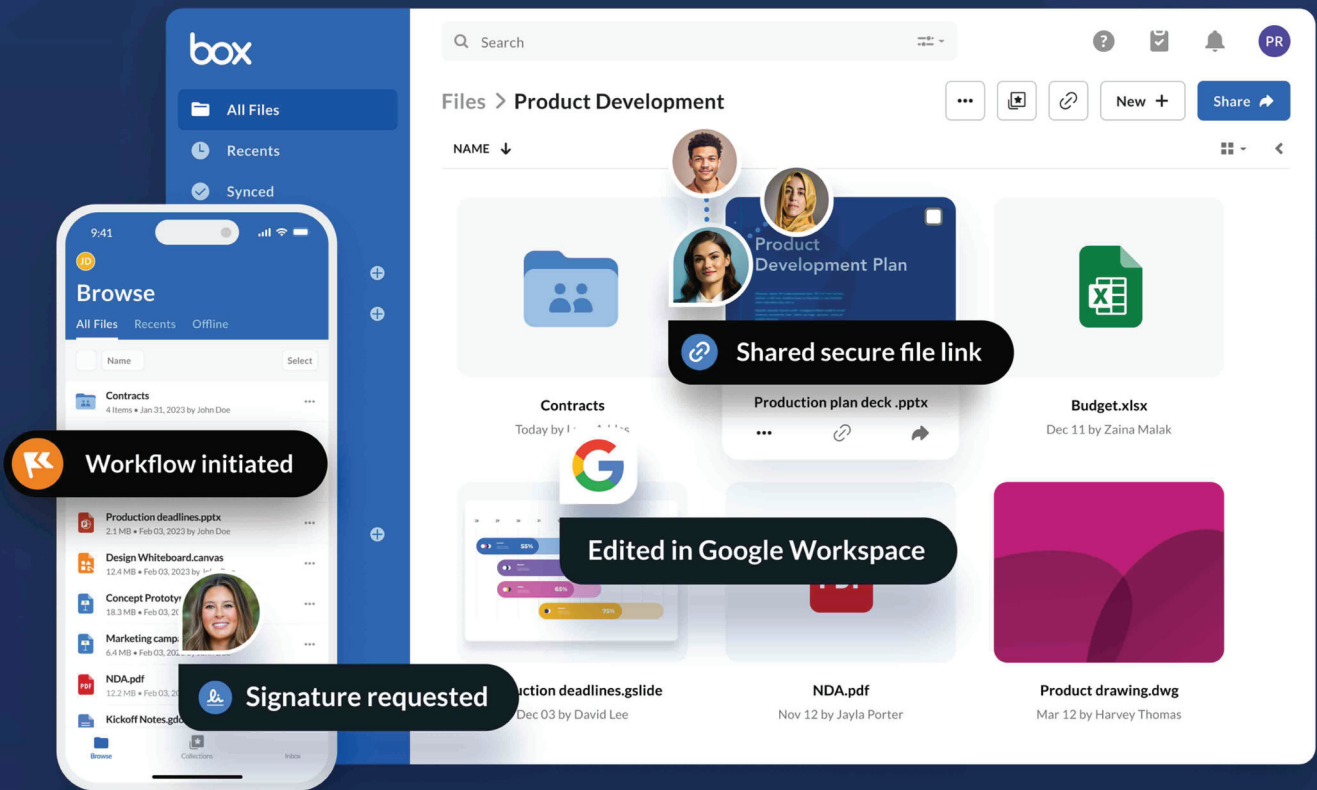 box
All Files
Recents
Synced
Search
PR
Files > Product Development
New +
Share
NAME
Product
Development Plan
Shared secure file link
Contracts
Today by
Production plan deck .pptx
Budget.xlsx
Dec 11 by Zaina Malak
Edited in Google Workspace
55%
65%
75%
deadlines.gslide
Dec 03 by David Lee
NDA.pdf
Nov 12 by Jayla Porter
Product drawing.dwg
Mar 12 by Harvey Thomas
9:41
JD
Browse
All Files Recents Offline
Name
Select
Contracts
4 Items • Jan 31, 2023 by John Doe
Workflow initiated
Production deadlines.pptx
2.1 MB • Feb 03, 2023 by John Doe
Design Whiteboard.canvas
12.4 MB • Feb 03, 2023 by
Concept
18.3 MB • Feb 03,
Marketing
6.4 MB • Feb 03,
PDF
NDA.pdf
12.2 MB • Feb 03,
Signature requested
Kickoff
Browse
Collections
Inbox